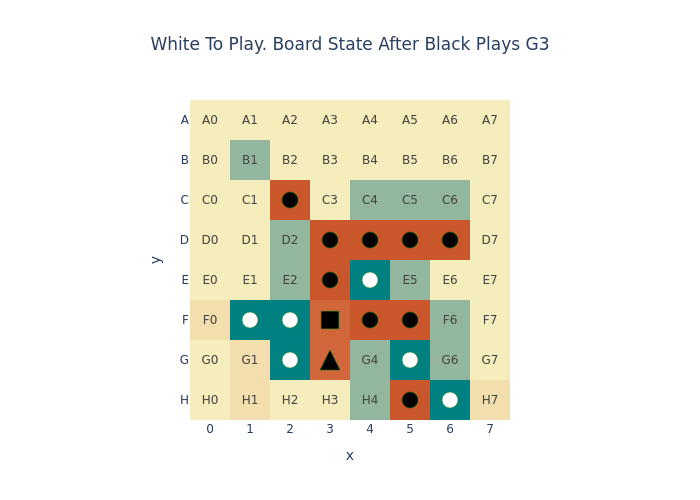 White To Play. Board State After Black Plays G3
A A0 A1 A2 A3 A4 A5 A6 A7
B B0 B1 B2 B3 B4 B5 B6 B7
C C0 C1 C3 C4 C5 C6 C7
D D0 D1 D2 D7
E E0 E1 E2 E5 E6 E7
F F0 F6 F7
G G0 G1 G4 G6 G7
H H0 H1 H2 H3 H4 H7
0 1 2 3 4 5 6 7
x
y